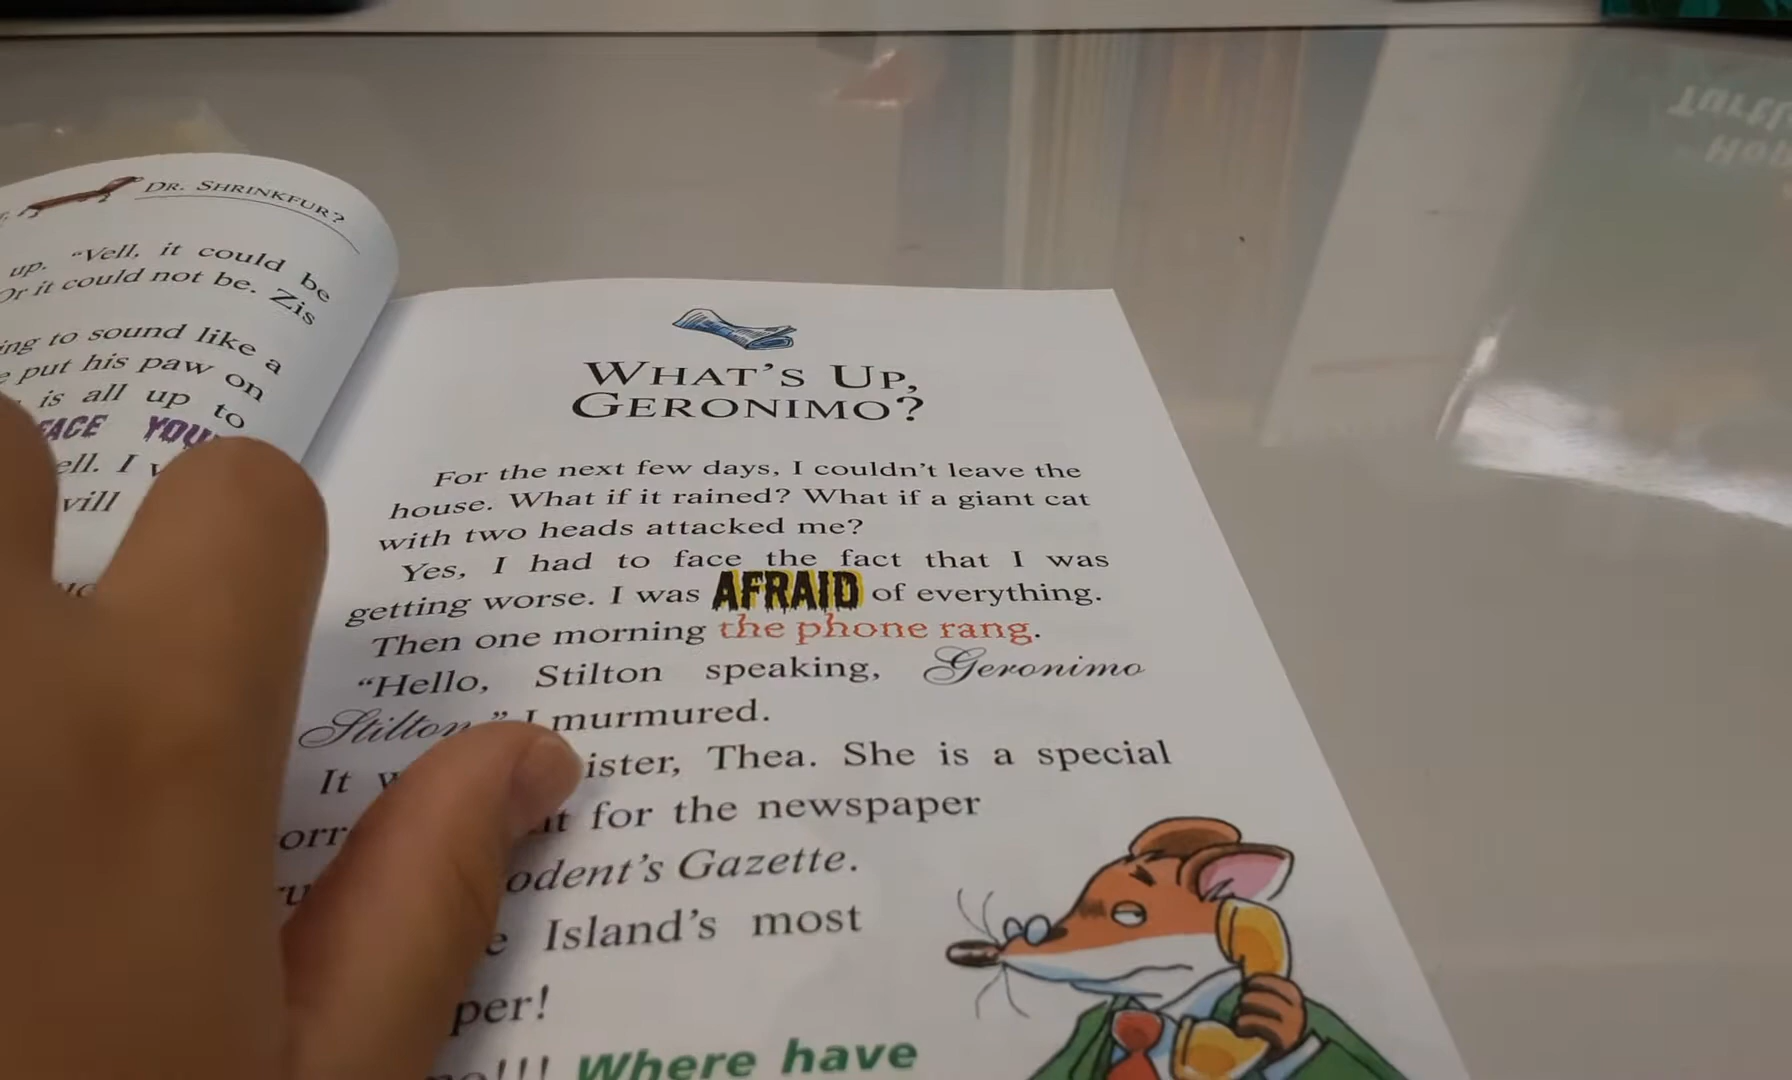 DR. SHRINKFUR?
up. "Vell, it could be
Or it could not be. Zis
to sound like a
put his paw on
is all up to
FACE YOU
ell. I
vill
WHAT'S UP,
GERONIMO?
For the next few days, I couldn't leave the
house. What if it rained? What if a giant cat
with two heads attacked me?
Yes, I had to face the fact that I was
getting worse. I was AFRAID of everything.
Then one morning the phone rang.
"Hello, Stilton speaking, Geronimo
Stilton," I murmured.
It ister, Thea. She is a special
orr for the newspaper
odent's Gazette.
Island's most
per!
!!! Where have